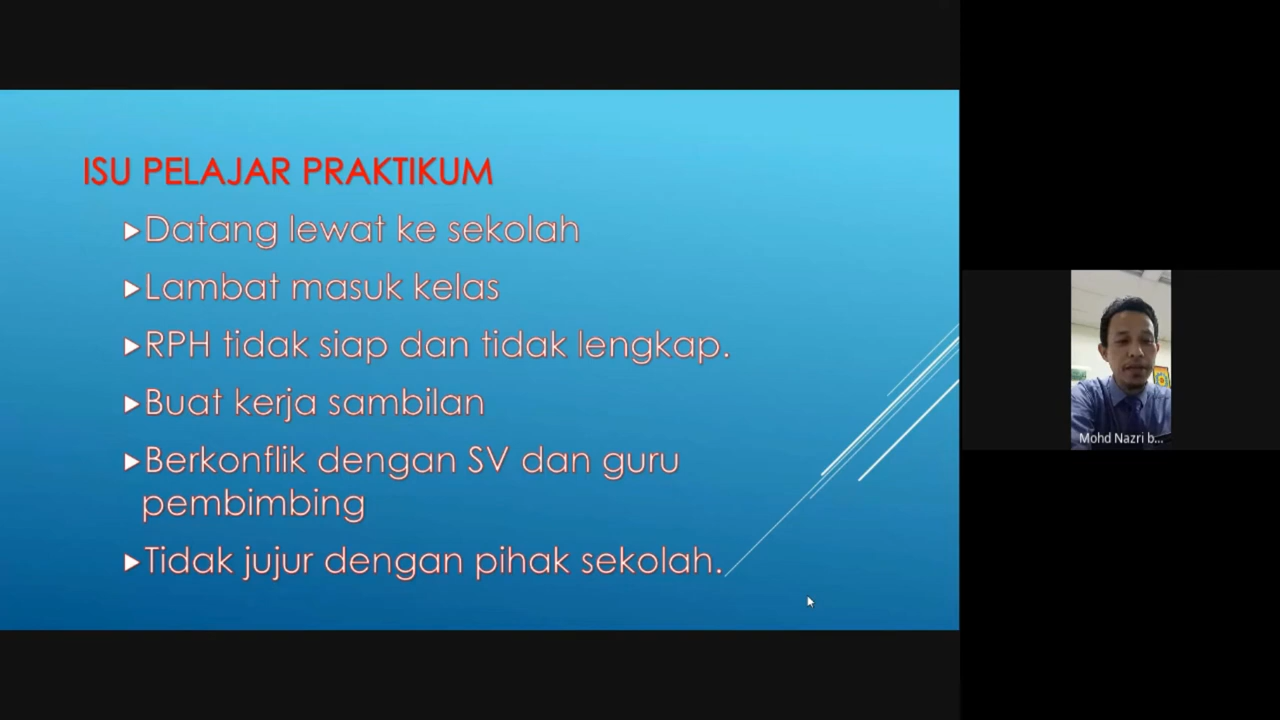 ISU PELAJAR PRAKTIKUM
Datang lewat ke sekolah
Lambat masuk kelas
RPH tidak siap dan tidak lengkap.
Buat kerja sambilan
Berkonflik dengan SV dan guru
pembimbing
Tidak jujur dengan pihak sekolah.
Mohd Nazri b...